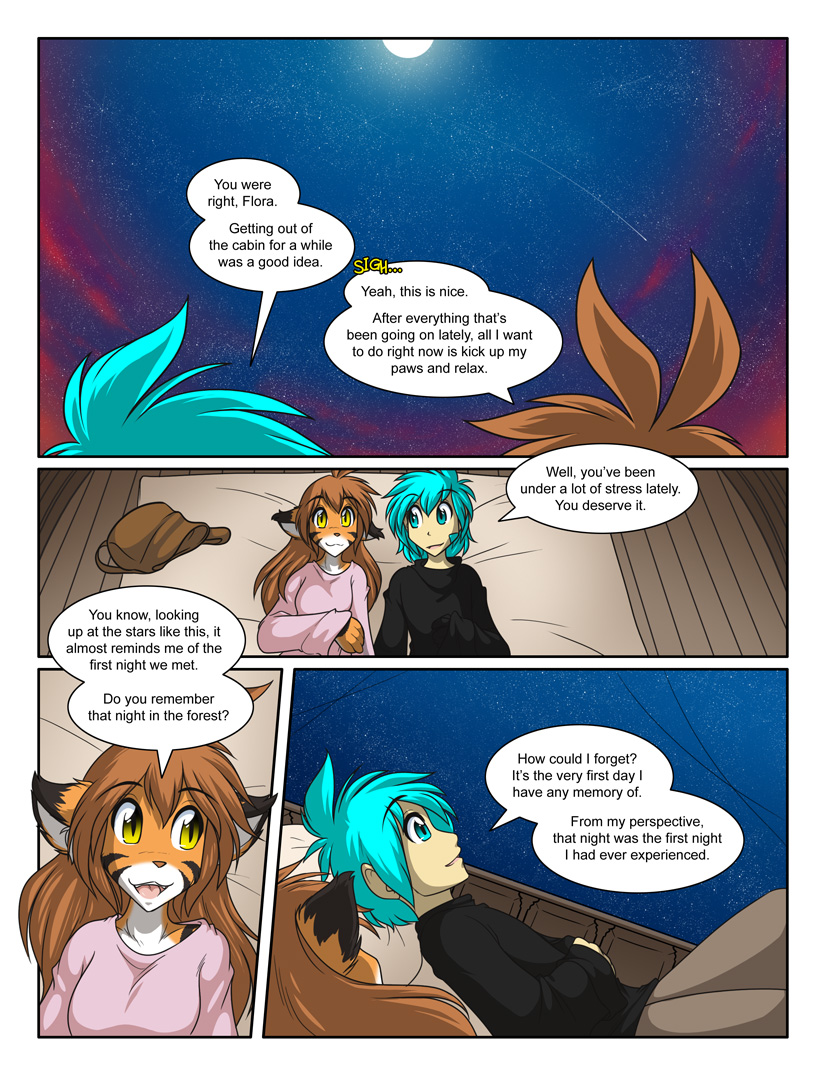 You were
right, Flora.
Getting out of
the cabin for a while
was a good idea.
SIGH...
Yeah, this is nice.
After everything that's
been going on lately, all I want
to do right now is kick up my
paws and relax.
Well, you've been
under a lot of stress lately.
You deserve it.
You know, looking
up at the stars like this, it
almost reminds me of the
first night we met.
Do you remember
that night in the forest?
How could I forget?
It's the very first day I
have any memory of.
From my perspective,
that night was the first night
I had ever experienced.